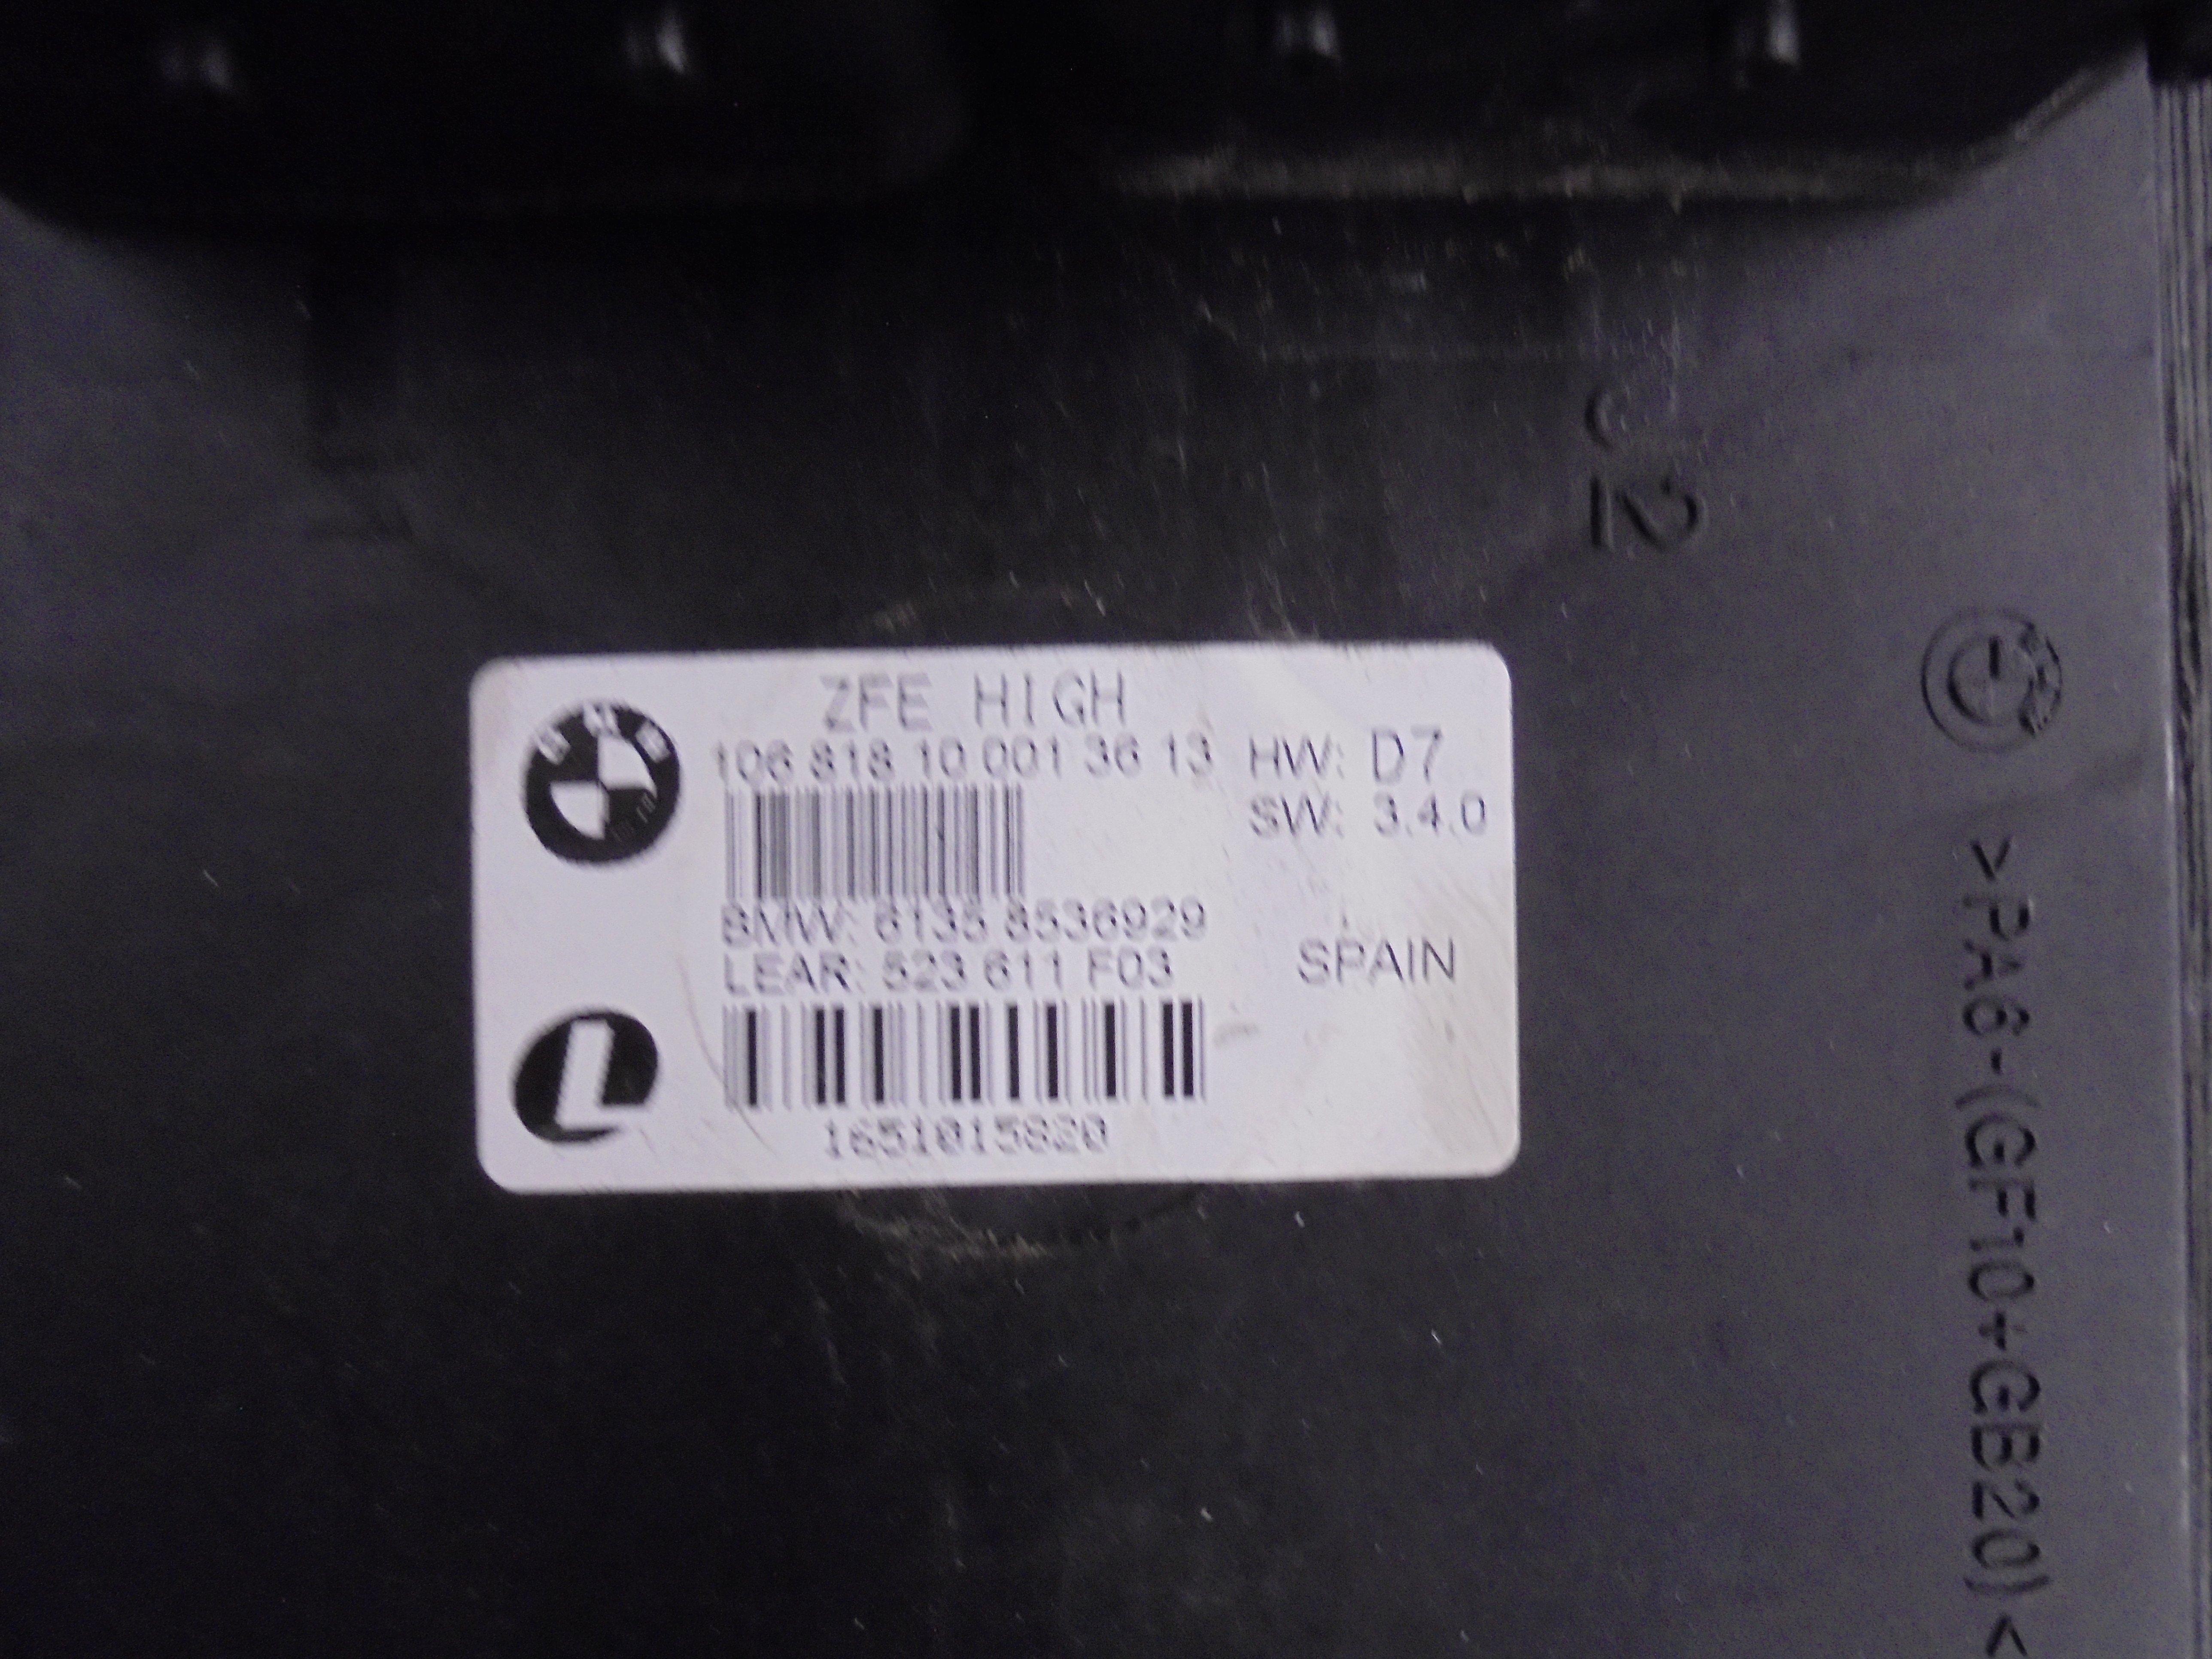 ZFE HIGH
106 818 10 001 36 13
HW: D7
SW: 3.4.0
BMW: 6135 8536929
LEAR: 523 611 F03
SPAIN
1651015820
>PA6-(GF10+GB20)<